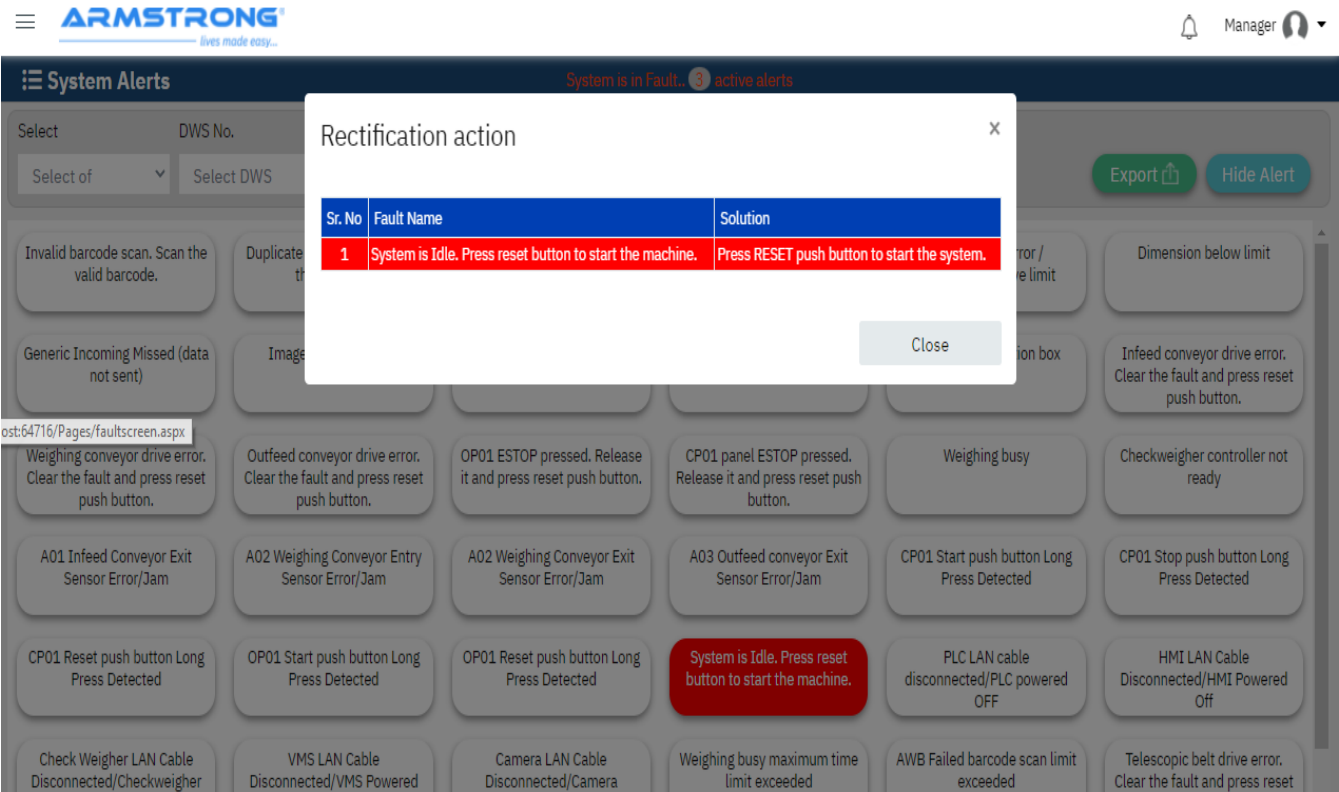 ARMSTRONG
lives made easy...
Manager
System Alerts
System is in Fault.. 3 active alerts
Select
DWS No.
Select of
Select DWS
Export
Hide Alert
Rectification action
x
Sr. No Fault Name Solution
1 System is Idle. Press reset button to start the machine. Press RESET push button to start the system.
Close
Invalid barcode scan. Scan the
valid barcode.
Duplicate
Dimension below limit
Generic Incoming Missed (data
not sent)
Image
box
Infeed conveyor drive error.
Clear the fault and press reset
push button.
ost:64716/Pages/faultscreen.aspx
Weighing conveyor drive error.
Clear the fault and press reset
push button.
Outfeed conveyor drive error.
Clear the fault and press reset
push button.
OP01 ESTOP pressed. Release
it and press reset push button.
CP01 panel ESTOP pressed.
Release it and press reset push
button.
Weighing busy
Checkweigher controller not
ready
A01 Infeed Conveyor Exit
Sensor Error/Jam
A02 Weighing Conveyor Entry
Sensor Error/Jam
A02 Weighing Conveyor Exit
Sensor Error/Jam
A03 Outfeed conveyor Exit
Sensor Error/Jam
CP01 Start push button Long
Press Detected
CP01 Stop push button Long
Press Detected
CP01 Reset push button Long
Press Detected
OP01 Start push button Long
Press Detected
OP01 Reset push button Long
Press Detected
System is Idle. Press reset
button to start the machine.
PLC LAN cable
disconnected/PLC powered
OFF
HMI LAN Cable
Disconnected/HMI Powered
Off
Check Weigher LAN Cable
Disconnected/Checkweigher
VMS LAN Cable
Disconnected/VMS Powered
Camera LAN Cable
Disconnected/Camera
Weighing busy maximum time
limit exceeded
AWB Failed barcode scan limit
exceeded
Telescopic belt drive error.
Clear the fault and press reset